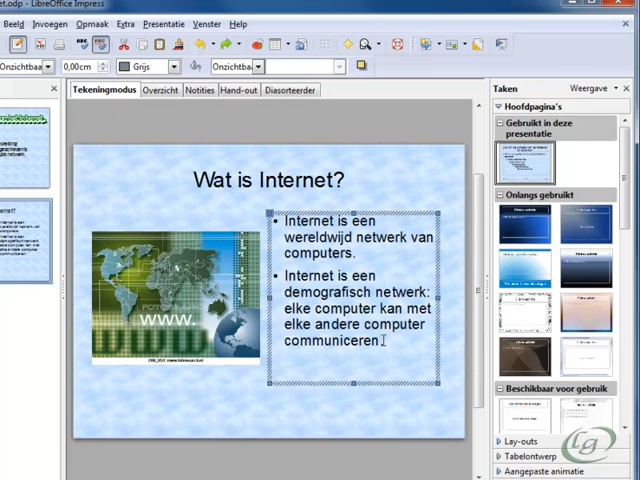 et.odp - LibreOffice Impress
Beeld Invoegen Opmaak Extra Presentatie Venster Help
Onzichtbaa 0,00cm Grijs Onzichtbaa
Tekeningmodus Overzicht Notities Hand-out Diasorteerder
Taken Weergave
Hoofdpagina's
Gebruikt in deze
presentatie
Onlangs gebruikt
Beschikbaar voor gebruik
Lay-outs
Tabelontwerp
Aangepaste animatie
Wat is Internet?
• Internet is een
wereldwijd netwerk van
computers.
• Internet is een
demografisch netwerk:
elke computer kan met
elke andere computer
communiceren
www.
lg